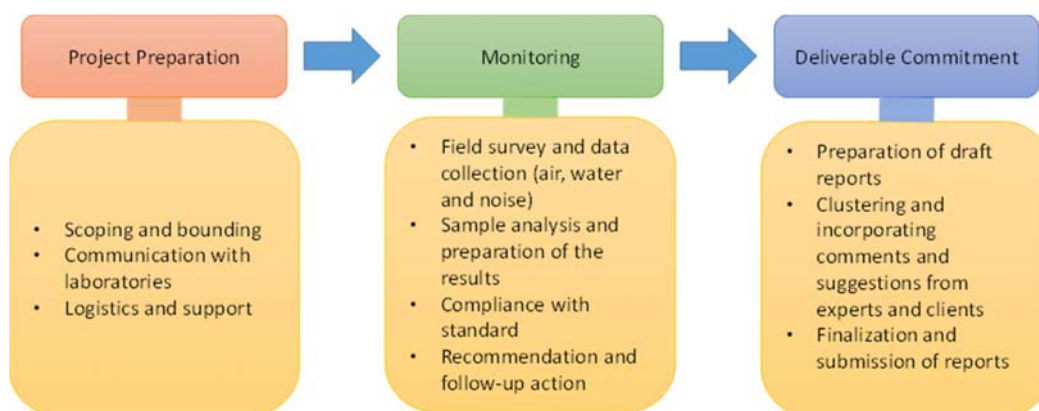 Project Preparation
Monitoring
Deliverable Commitment
• Scoping and bounding
• Communication with
laboratories
• Logistics and support
• Field survey and data
collection (air, water
and noise)
• Sample analysis and
preparation of the
results
• Compliance with
standard
• Recommendation and
follow-up action
• Preparation of draft
reports
• Clustering and
incorporating
comments and
suggestions from
experts and clients
• Finalization and
submission of reports